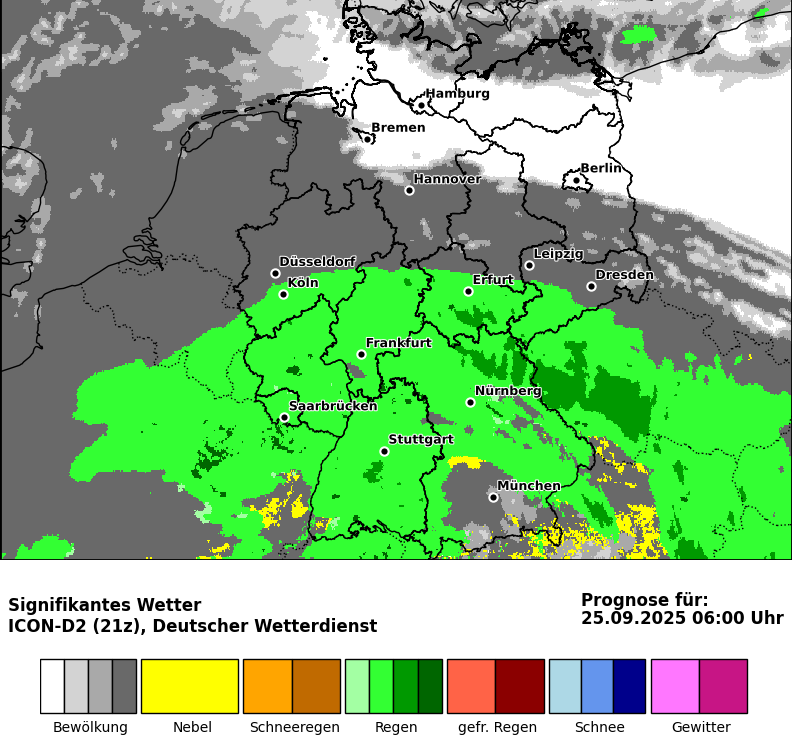 Hamburg
Bremen
Berlin
Hannover
Leipzig
Düsseldorf
Dresden
Köln
Erfurt
Frankfurt
Nürnberg
Saarbrücken
Stuttgart
München
Signifikantes Wetter
ICON-D2 (21z), Deutscher Wetterdienst
Prognose für:
25.09.2025 06:00 Uhr
Bewölkung
Nebel
Schneeregen
Regen
gefr. Regen
Schnee
Gewitter